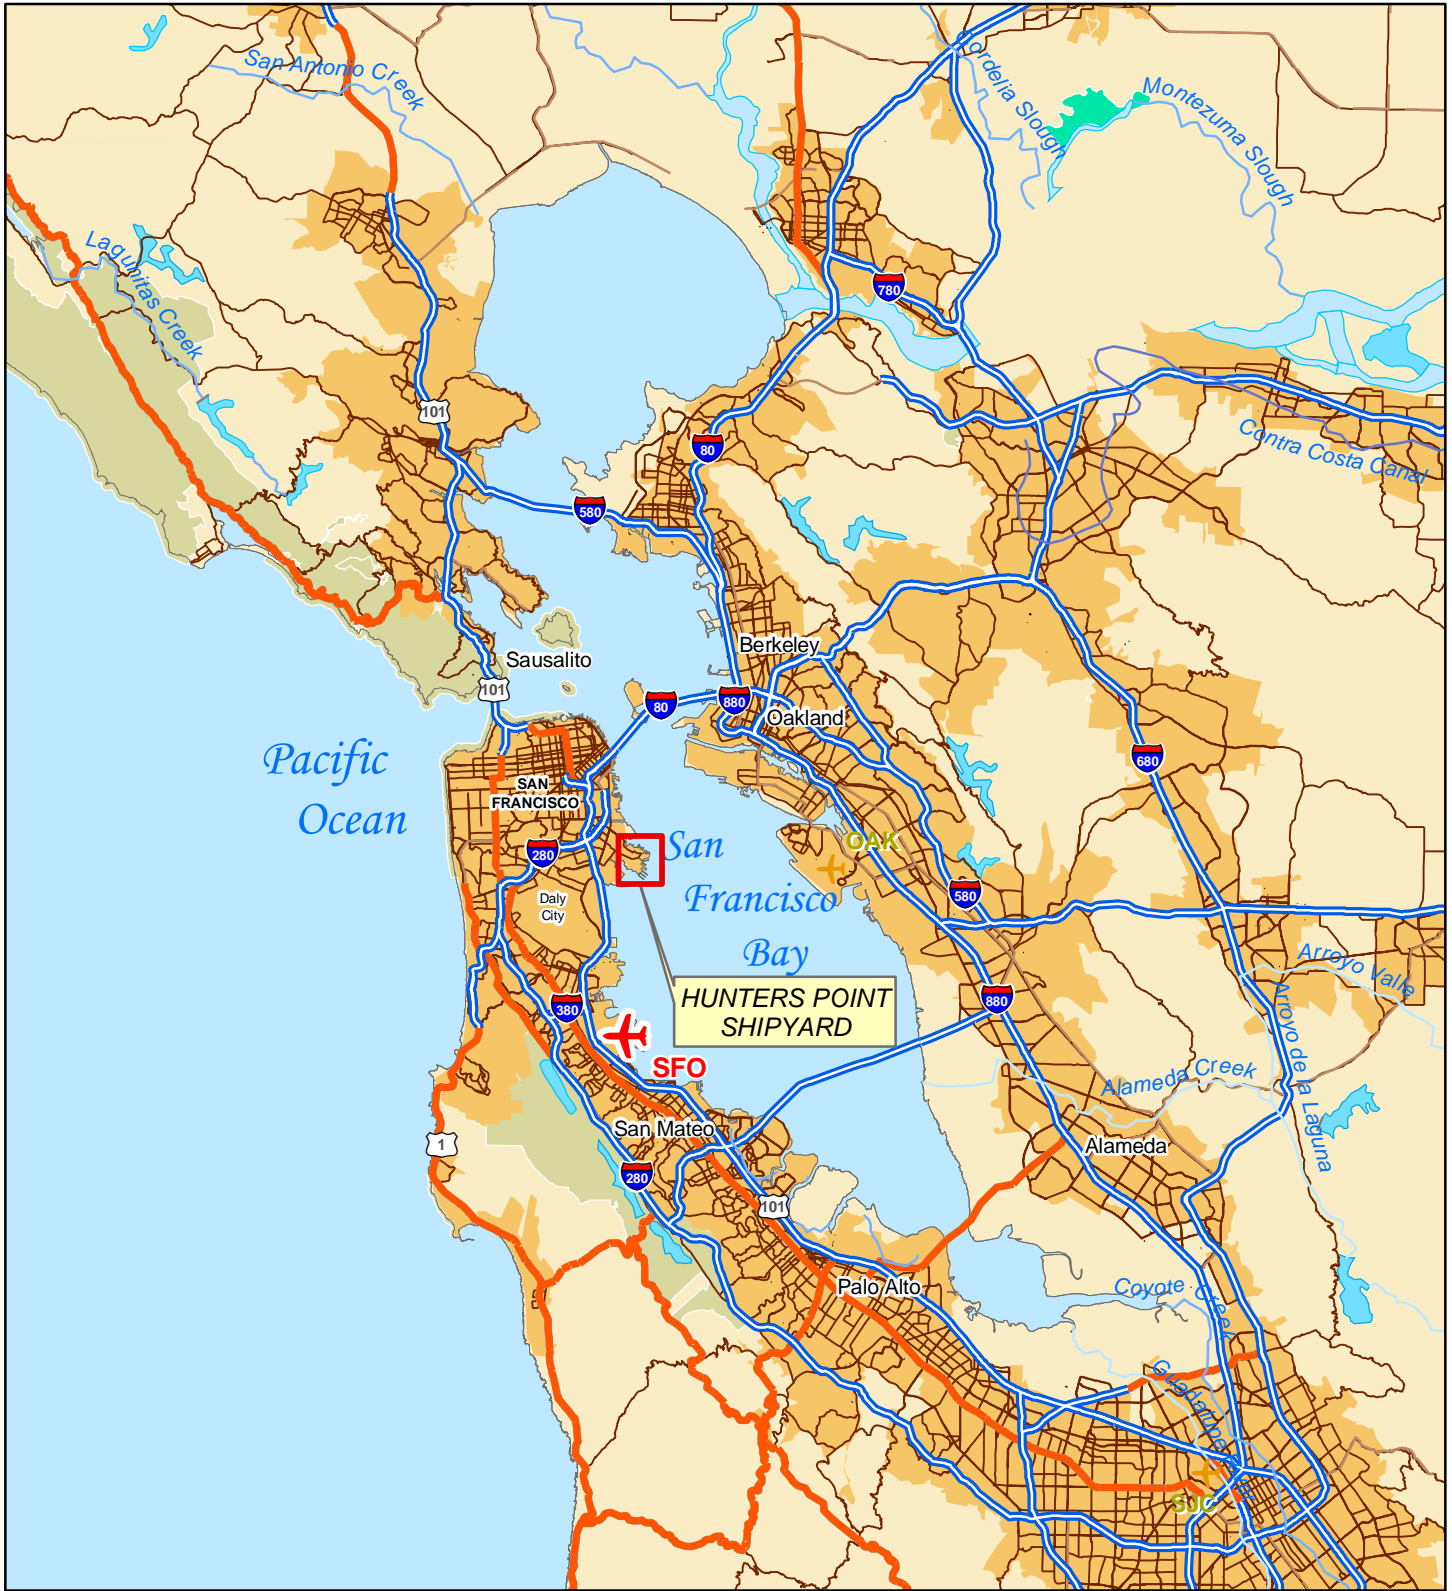 San Antonio Creek
Cordelia Slough
Montezuma Slough
Lagunitas Creek
780
101
80
Contra Costa Canal
580
Berkeley
Sausalito
101
80
880
Oakland
Pacific
Ocean
680
SAN
FRANCISCO
280
San
Francisco
Bay
OAK
580
Daly
City
Arroyo Valle
Arroyo de la Laguna
HUNTERS POINT
SHIPYARD
380
880
SFO
Alameda Creek
San Mateo
1
Alameda
280
101
Palo Alto
Coyote Creek
Guadalupe River
SJC